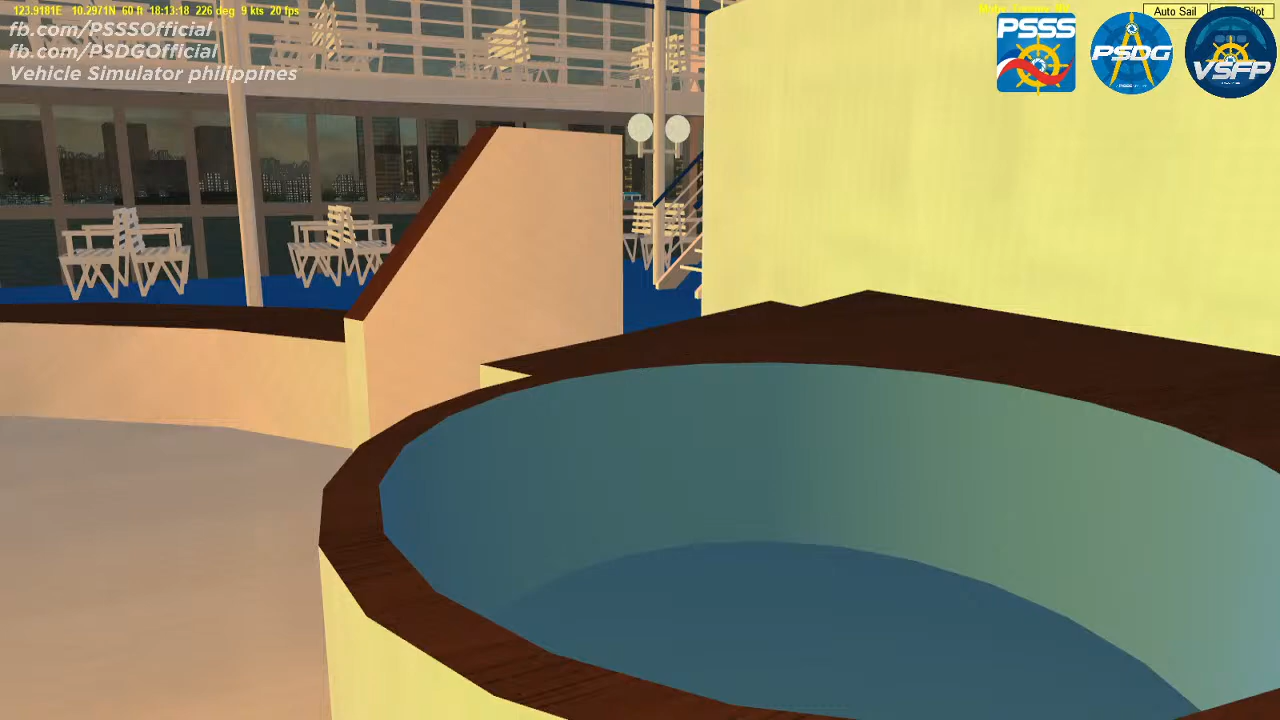 123.9181E 10.2971N 60 ft 18:13:18 226 deg 9 kts 20 fps
Auto Sail
Pilot
fb.com/PSSSOfficial
fb.com/PSDGOfficial
Vehicle Simulator philippines
PSSS
PSDG
VSFP